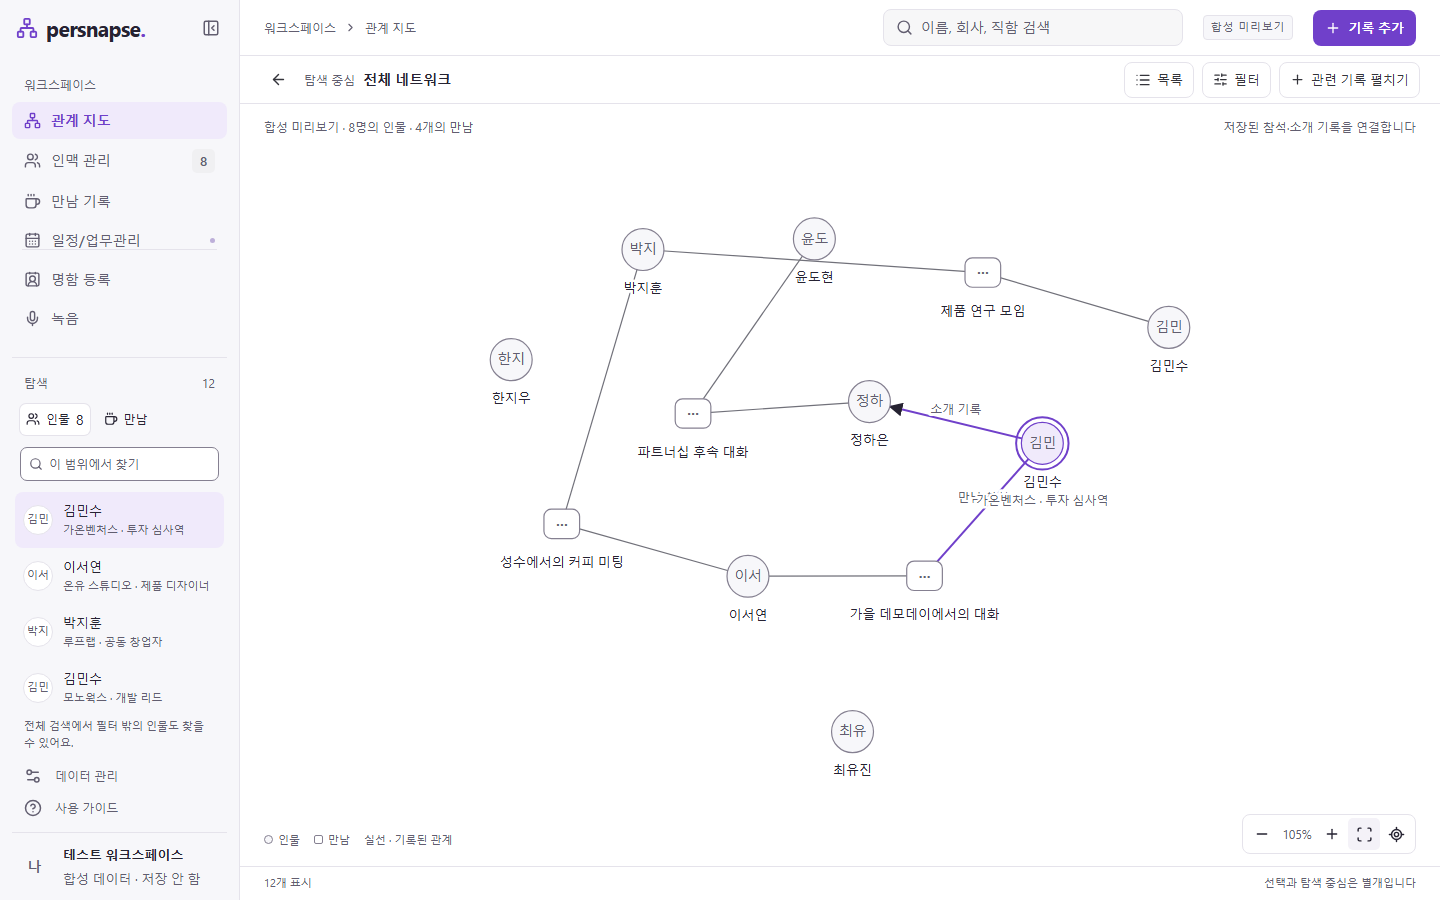 persnapse.
워크스페이스
관계 지도
인맥 관리 8
만남 기록
일정/업무관리
명함 등록
녹음
탐색 12
인물 8 만남
이 범위에서 찾기
김민 김민수
가온벤처스 · 투자 심사역
이서 이서연
온유 스튜디오 · 제품 디자이너
박지 박지훈
루프랩 · 공동 창업자
김민 김민수
모노웍스 · 개발 리드
전체 검색에서 필터 밖의 인물도 찾을
수 있어요.
데이터 관리
사용 가이드
나 테스트 워크스페이스
합성 데이터 · 저장 안 함
워크스페이스 > 관계 지도
이름, 회사, 직함 검색
합성 미리보기
+ 기록 추가
탐색 중심 전체 네트워크
목록
필터
+ 관련 기록 펼치기
합성 미리보기 · 8명의 인물 · 4개의 만남
저장된 참석·소개 기록을 연결합니다
박지
박지훈
윤도
윤도현
···
제품 연구 모임
김민
김민수
한지
한지우
···
파트너십 후속 대화
정하
정하은
소개 기록
김민
김민수
가온벤처스 · 투자 심사역
···
성수에서의 커피 미팅
이서
이서연
···
가을 데모데이에서의 대화
최유
최유진
인물 만남 실선 · 기록된 관계
− 105% +
12개 표시
선택과 탐색 중심은 별개입니다